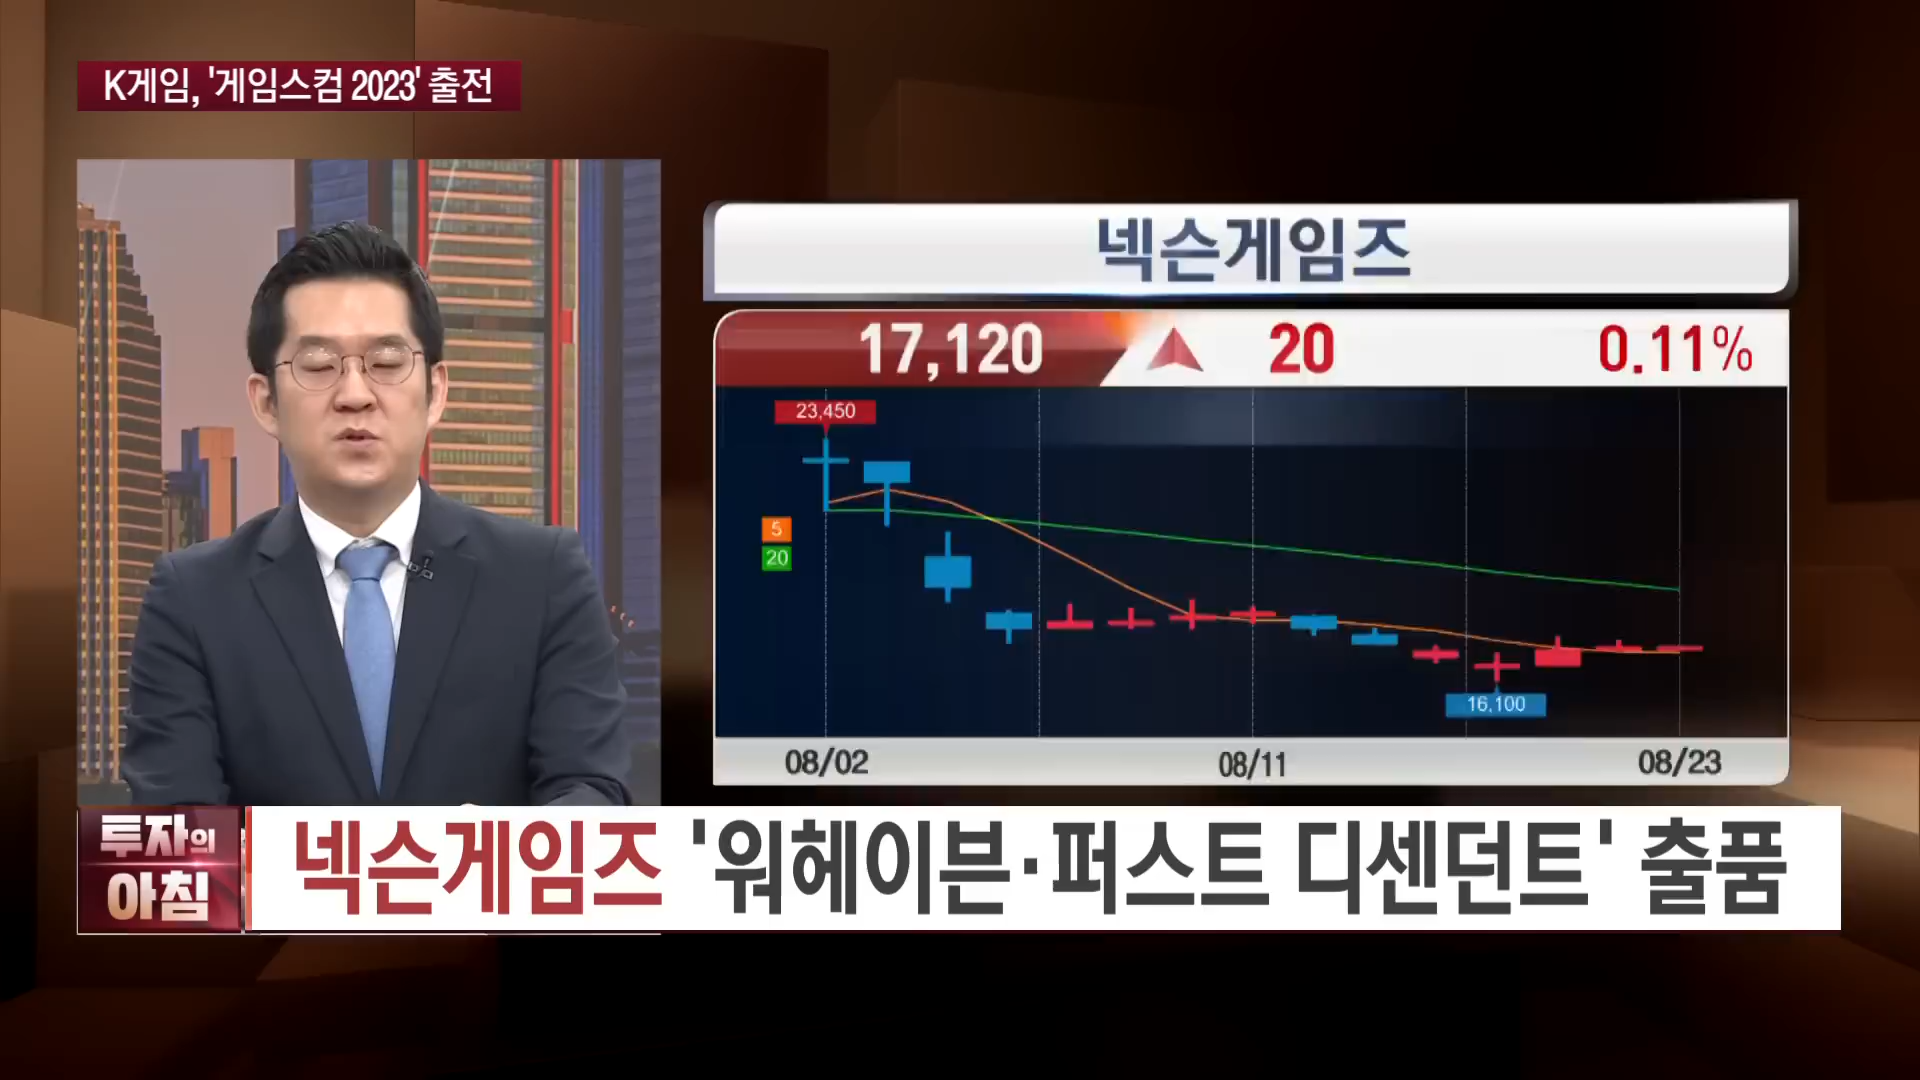 K게임, '게임스컴 2023' 출전
넥슨게임즈
17,120 20 0.11%
23,450
5
20
16,100
08/02 08/11 08/23
투자의
아침
넥슨게임즈 '워헤이븐·퍼스트 디센던트' 출품